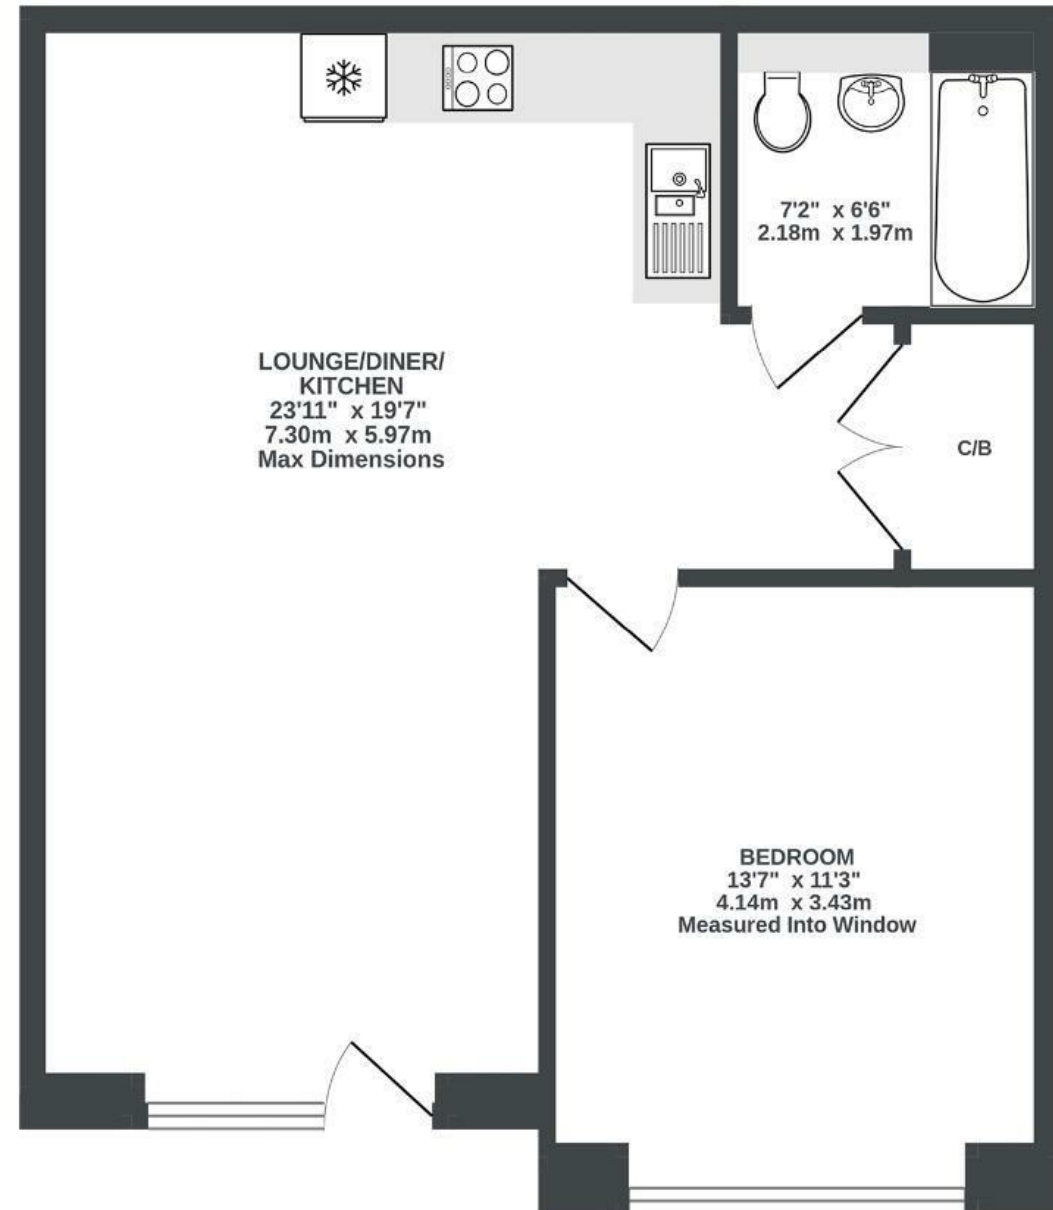 7'2" x 6'6"
2.18m x 1.97m
LOUNGE/DINER/
KITCHEN
23'11" x 19'7"
7.30m x 5.97m
Max Dimensions
C/B
BEDROOM
13'7" x 11'3"
4.14m x 3.43m
Measured Into Window